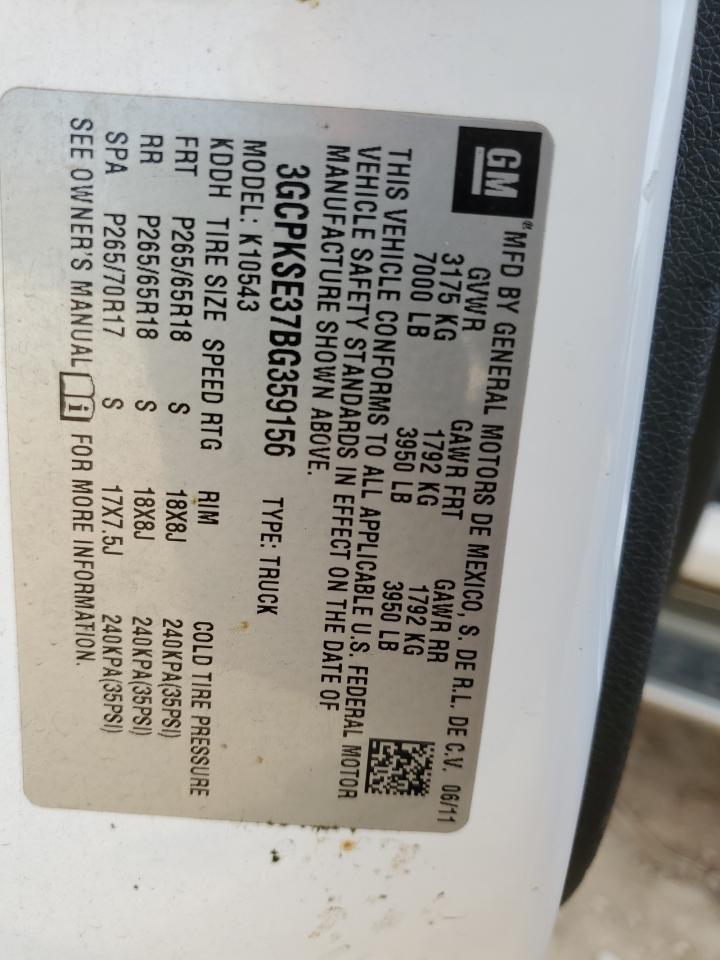 GM
® MFD BY GENERAL MOTORS DE MEXICO, S. DE R.L. DE C.V. 06/11
GVWR GAWR FRT GAWR RR
3175 KG 1792 KG 1792 KG
7000 LB 3950 LB 3950 LB
THIS VEHICLE CONFORMS TO ALL APPLICABLE U.S. FEDERAL MOTOR
VEHICLE SAFETY STANDARDS IN EFFECT ON THE DATE OF
MANUFACTURE SHOWN ABOVE.
3GCPKSE37BG359156 TYPE: TRUCK
MODEL: K10543
KDDH TIRE SIZE SPEED RTG RIM COLD TIRE PRESSURE
FRT P265/65R18 S 18X8J 240KPA(35PSI)
RR P265/65R18 S 18X8J 240KPA(35PSI)
SPA P265/70R17 S 17X7.5J 240KPA(35PSI)
SEE OWNER'S MANUAL i FOR MORE INFORMATION.